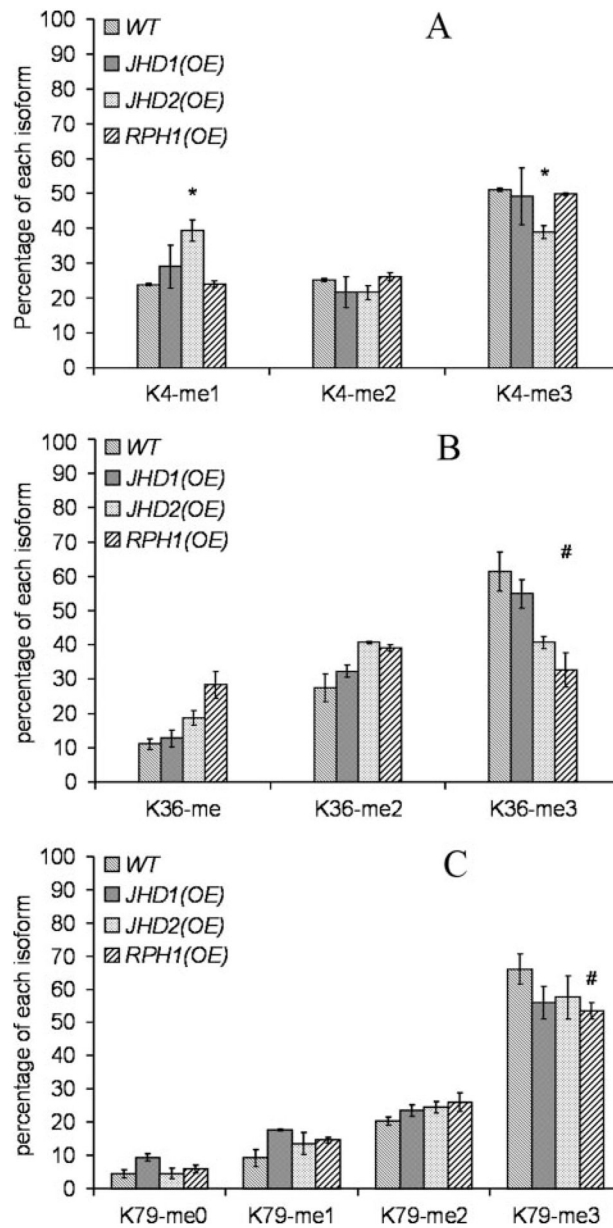 A
WT
JHD1(OE)
JHD2(OE)
RPH1(OE)
Percentage of each isoform
100
90
80
70
60
50
40
30
20
10
0
*
*
K4-me1 K4-me2 K4-me3
B
WT
JHD1(OE)
JHD2(OE)
RPH1(OE)
percentage of each isoform
100
90
80
70
60
50
40
30
20
10
0
#
K36-me K36-me2 K36-me3
C
WT
JHD1(OE)
JHD2(OE)
RPH1(OE)
percentage of each isoform
100
90
80
70
60
50
40
30
20
10
0
#
K79-me0 K79-me1 K79-me2 K79-me3